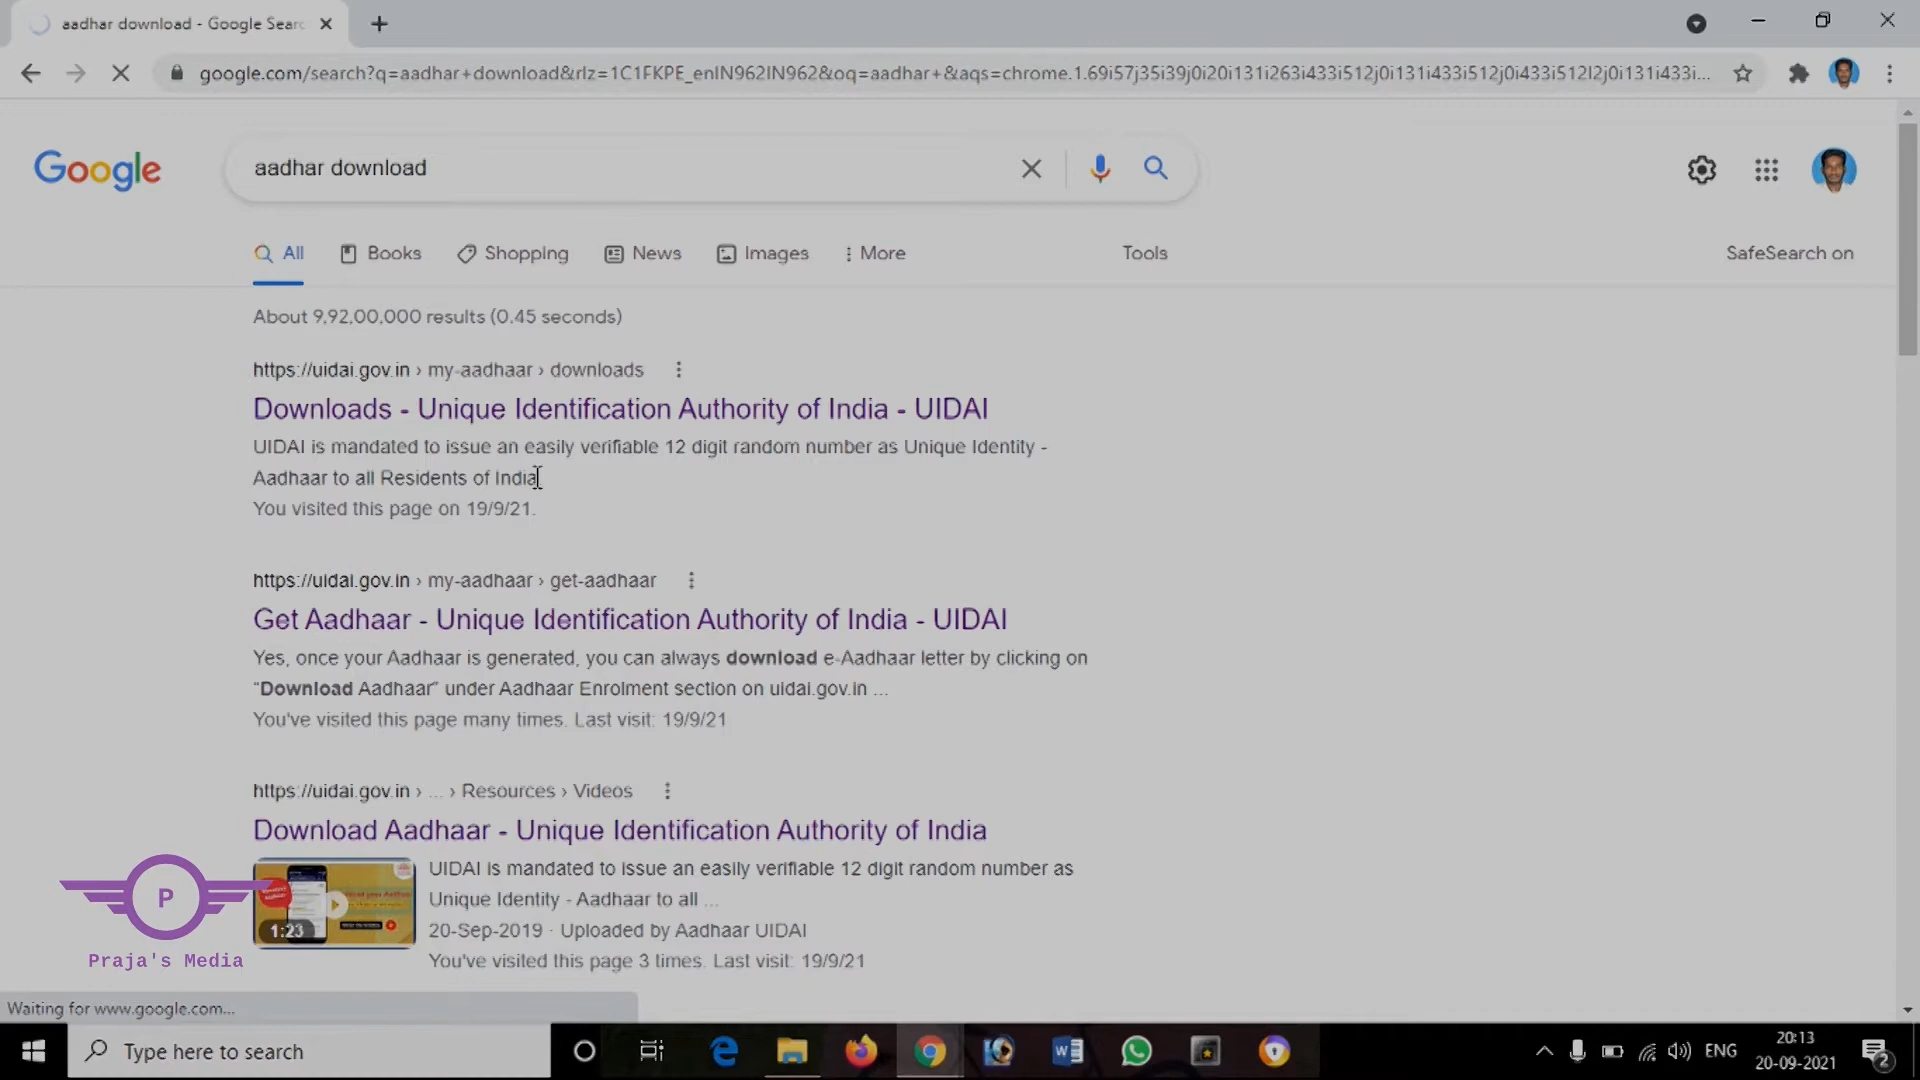 aadhar download - Google Searc
google.com/search?q=aadhar+download&rlz=1C1FKPE_enIN962IN962&oq=aadhar+&aqs=chrome.1.69i57j35i39j0i20i131i263i433i512j0i131i433i512j0i433i512l2j0i131i433i...
Google
aadhar download
All Books Shopping News Images More Tools SafeSearch on
About 9,92,00,000 results (0.45 seconds)
https://uidai.gov.in › my-aadhaar › downloads
Downloads - Unique Identification Authority of India - UIDAI
UIDAI is mandated to issue an easily verifiable 12 digit random number as Unique Identity -
Aadhaar to all Residents of India
You visited this page on 19/9/21.
https://uidai.gov.in › my-aadhaar › get-aadhaar
Get Aadhaar - Unique Identification Authority of India - UIDAI
Yes, once your Aadhaar is generated, you can always download e-Aadhaar letter by clicking on
“Download Aadhaar” under Aadhaar Enrolment section on uidai.gov.in ...
You've visited this page many times. Last visit: 19/9/21
https://uidai.gov.in › ... › Resources › Videos
Download Aadhaar - Unique Identification Authority of India
UIDAI is mandated to issue an easily verifiable 12 digit random number as
Unique Identity - Aadhaar to all ...
1:23
20-Sep-2019 · Uploaded by Aadhaar UIDAI
You've visited this page 3 times. Last visit: 19/9/21
P
Praja's Media
Waiting for www.google.com...
Type here to search
ENG
20:13
20-09-2021
2